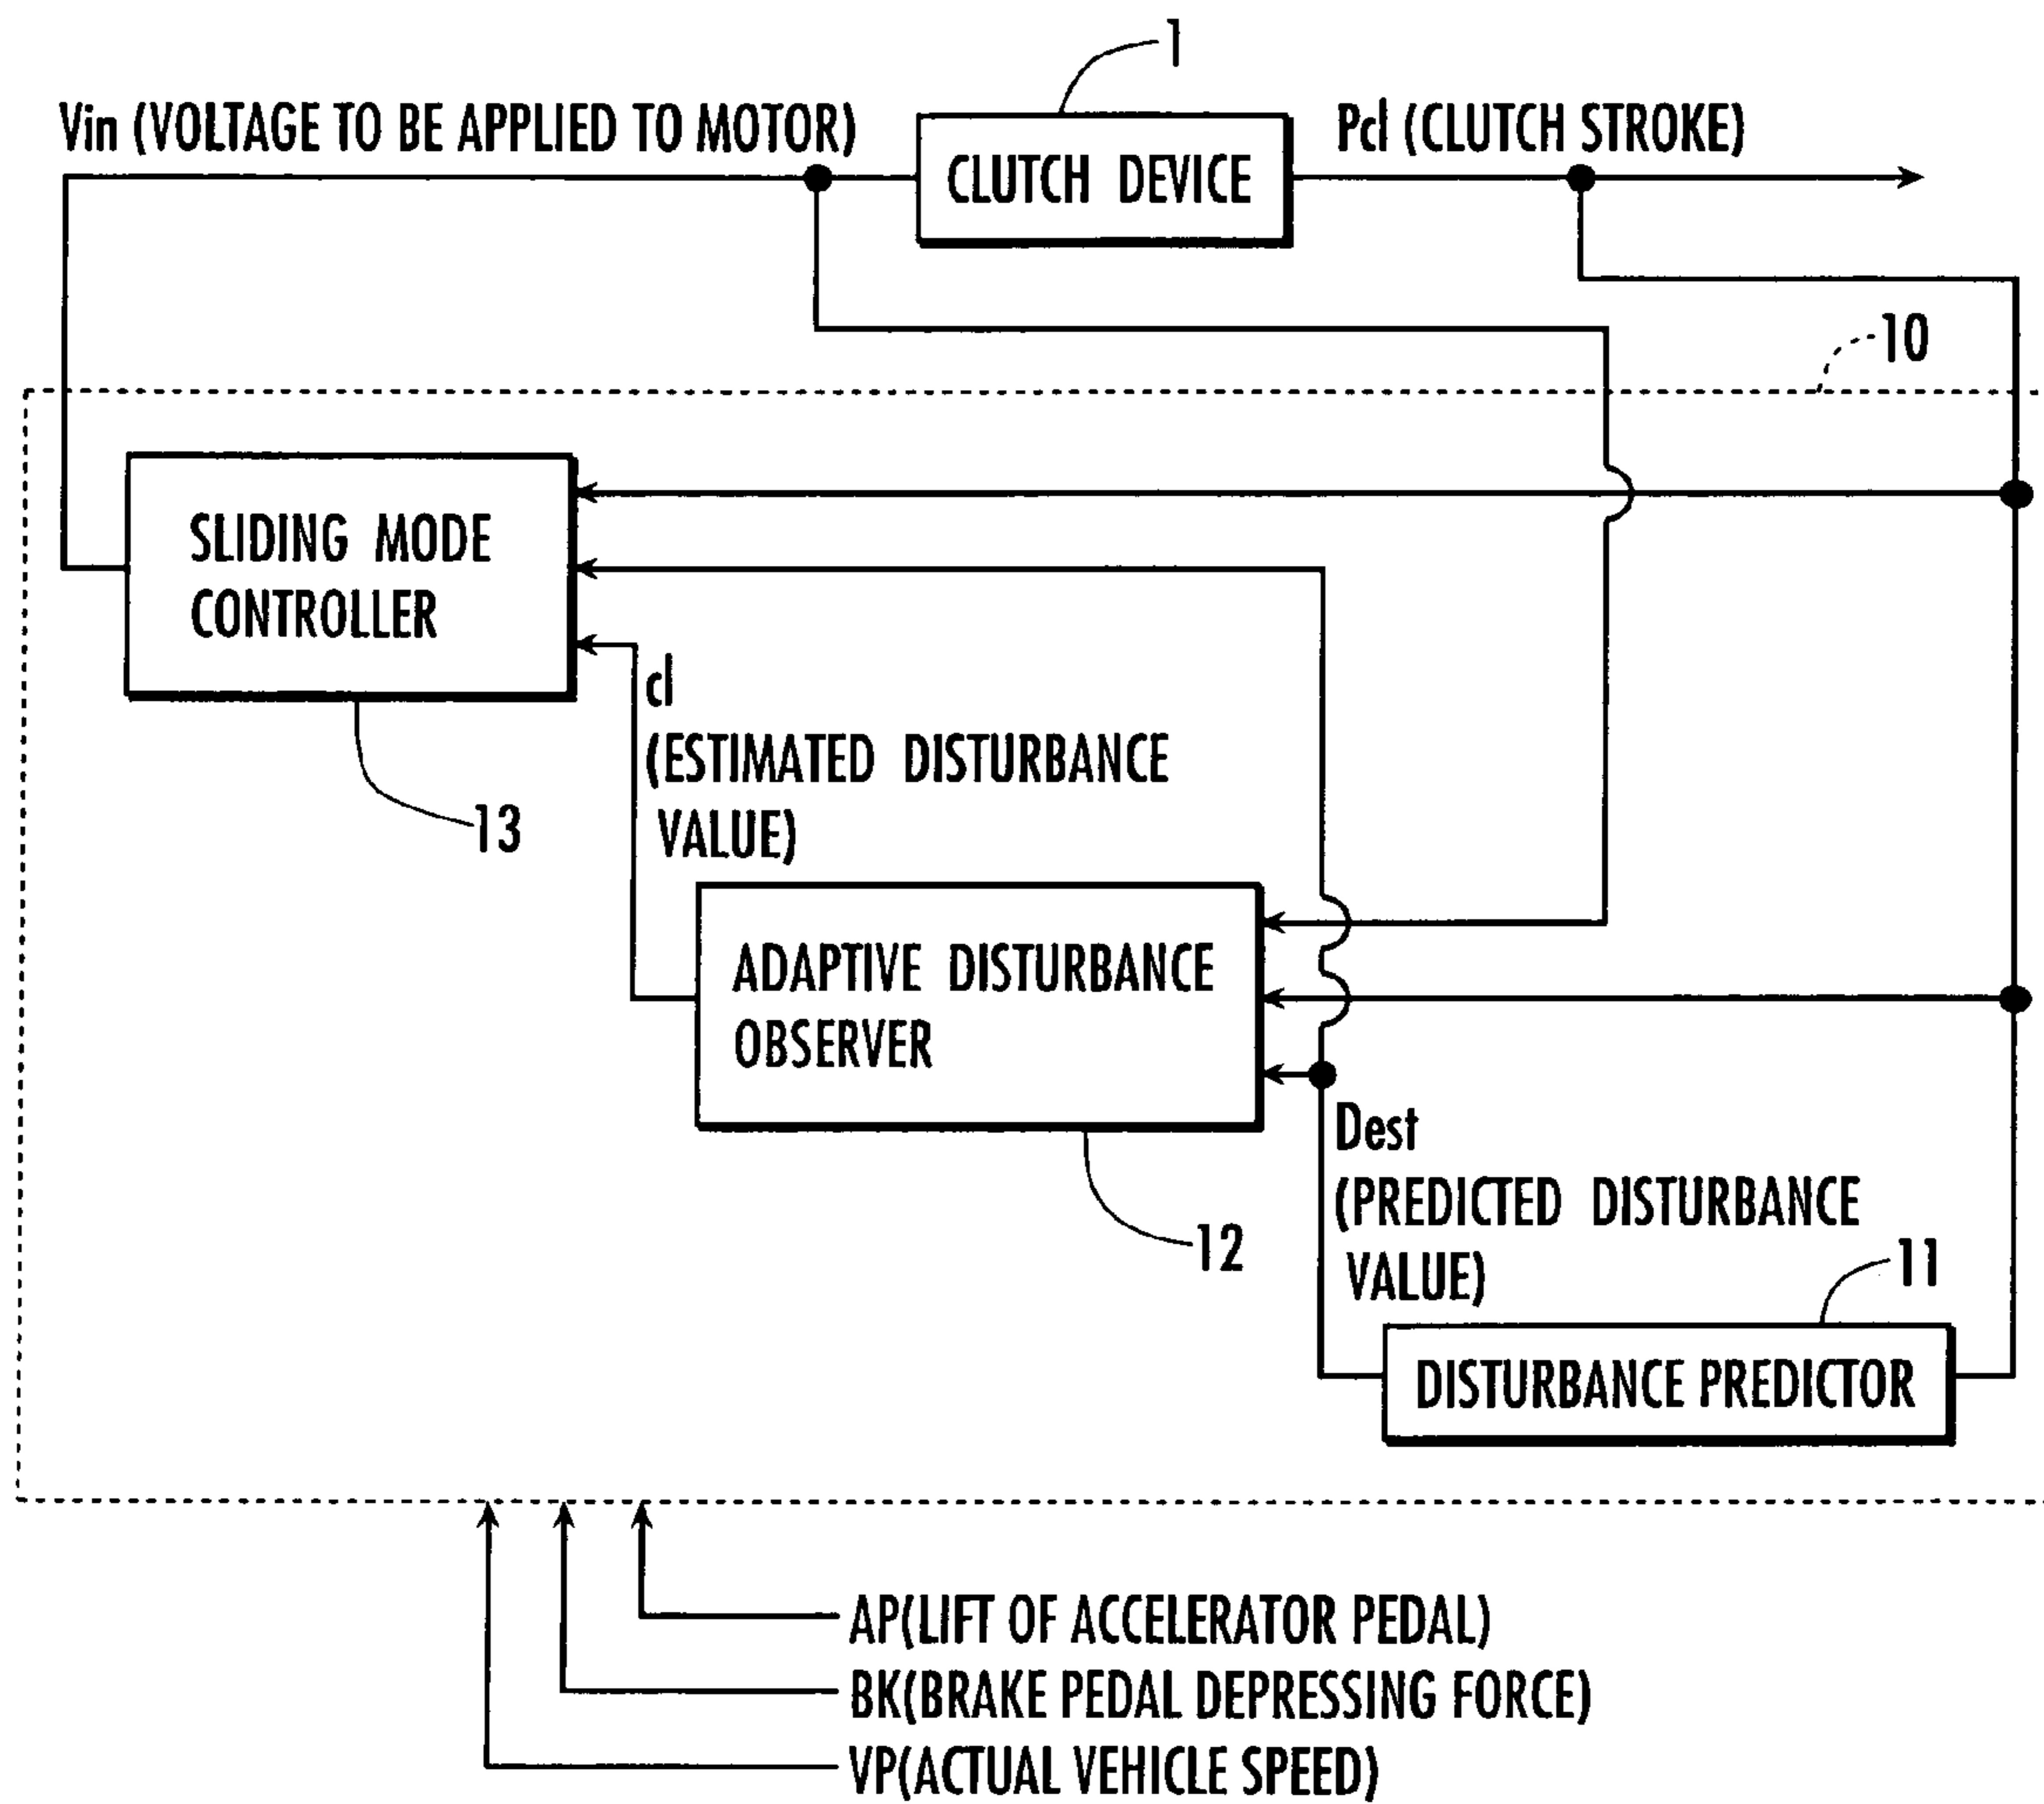 1
Vin (VOLTAGE TO BE APPLIED TO MOTOR)
CLUTCH DEVICE
Pcl (CLUTCH STROKE)
10
SLIDING MODE
CONTROLLER
cl
(ESTIMATED DISTURBANCE
VALUE)
13
ADAPTIVE DISTURBANCE
OBSERVER
Dest
(PREDICTED DISTURBANCE
VALUE)
12
11
DISTURBANCE PREDICTOR
AP(LIFT OF ACCELERATOR PEDAL)
BK(BRAKE PEDAL DEPRESSING FORCE)
VP(ACTUAL VEHICLE SPEED)